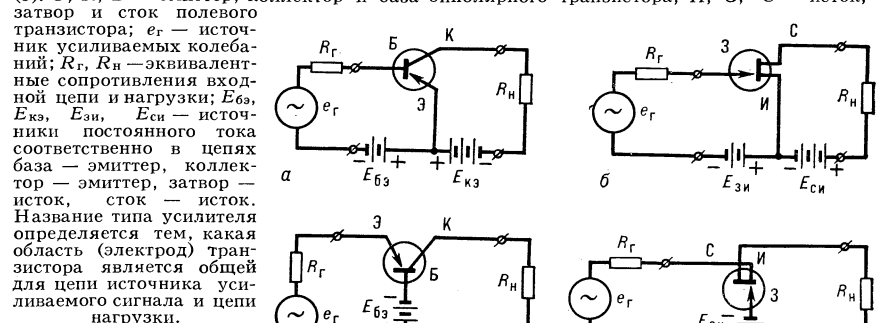 затвор и сток полевого
транзистора; eг — источ-
ник усиливаемых колеба-
ний; Rг, Rн — эквивалент-
ные сопротивления вход-
ной цепи и нагрузки; Eбэ,
Eкэ, Eзи, Eси — источ-
ники постоянного тока
соответственно в цепях
база — эмиттер, коллек-
тор — эмиттер, затвор —
исток, сток — исток.
Название типа усилителя
определяется тем, какая
область (электрод) тран-
зистора является общей
для цепи источника уси-
ливаемого сигнала и цепи
нагрузки.
Rг Б К
Э Rн
eг
− + + −
а Eбэ Eкэ
Rг З С
И Rн
eг
− + − +
б Eзи Eси
Э К
Rг Б Rн
Eбэ −
eг
Rг С И
З Rн
eг